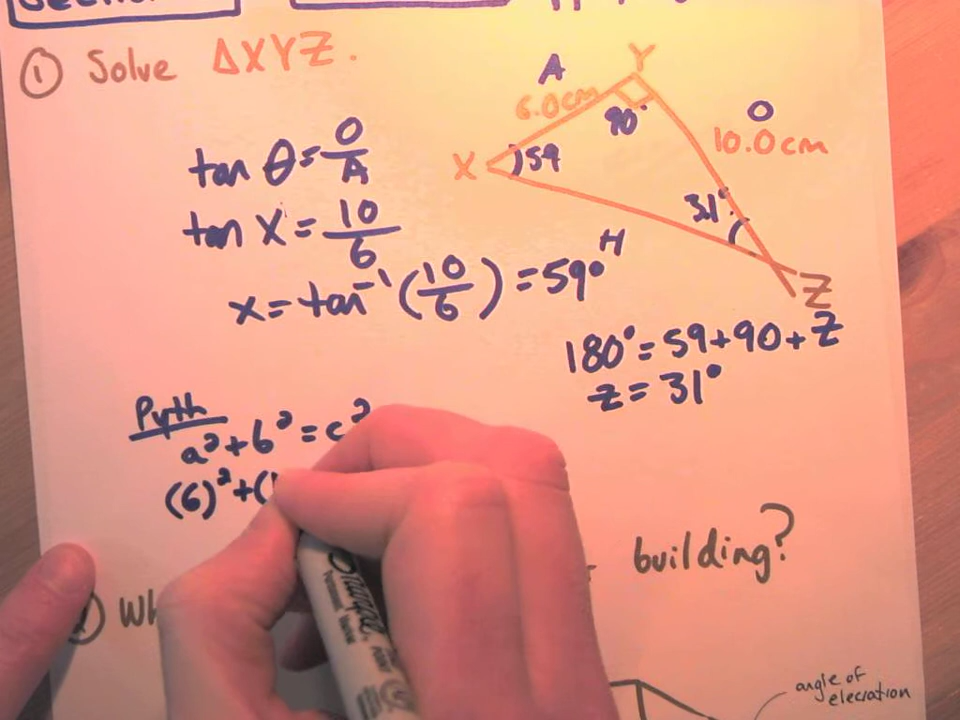 ① Solve ΔXYZ.
A
Y
6.0cm
90°
O
10.0cm
X
59
31°
H
Z
tan θ = O/A
tan X = 10/6
x = tan⁻¹(10/6) = 59°
180° = 59+90+Z
z = 31°
Pyth
a² + b² = c²
(6)² + (
building?
angle of
elecration